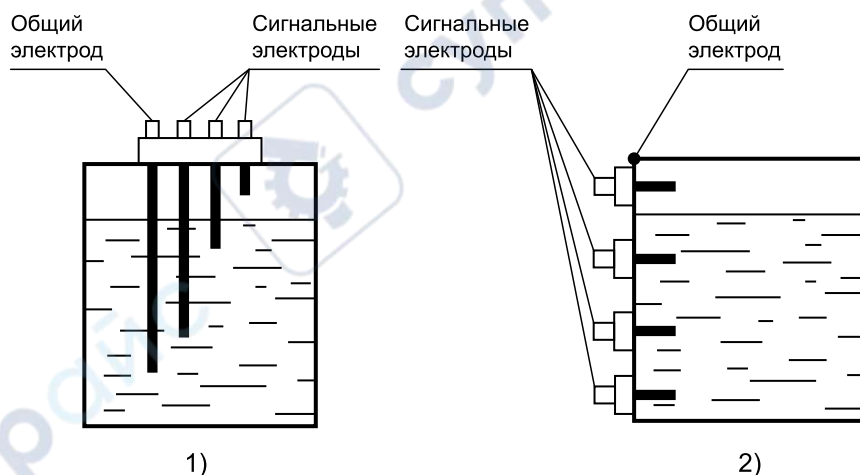 Общий
электрод
Сигнальные
электроды
Сигнальные
электроды
Общий
электрод
1)
2)